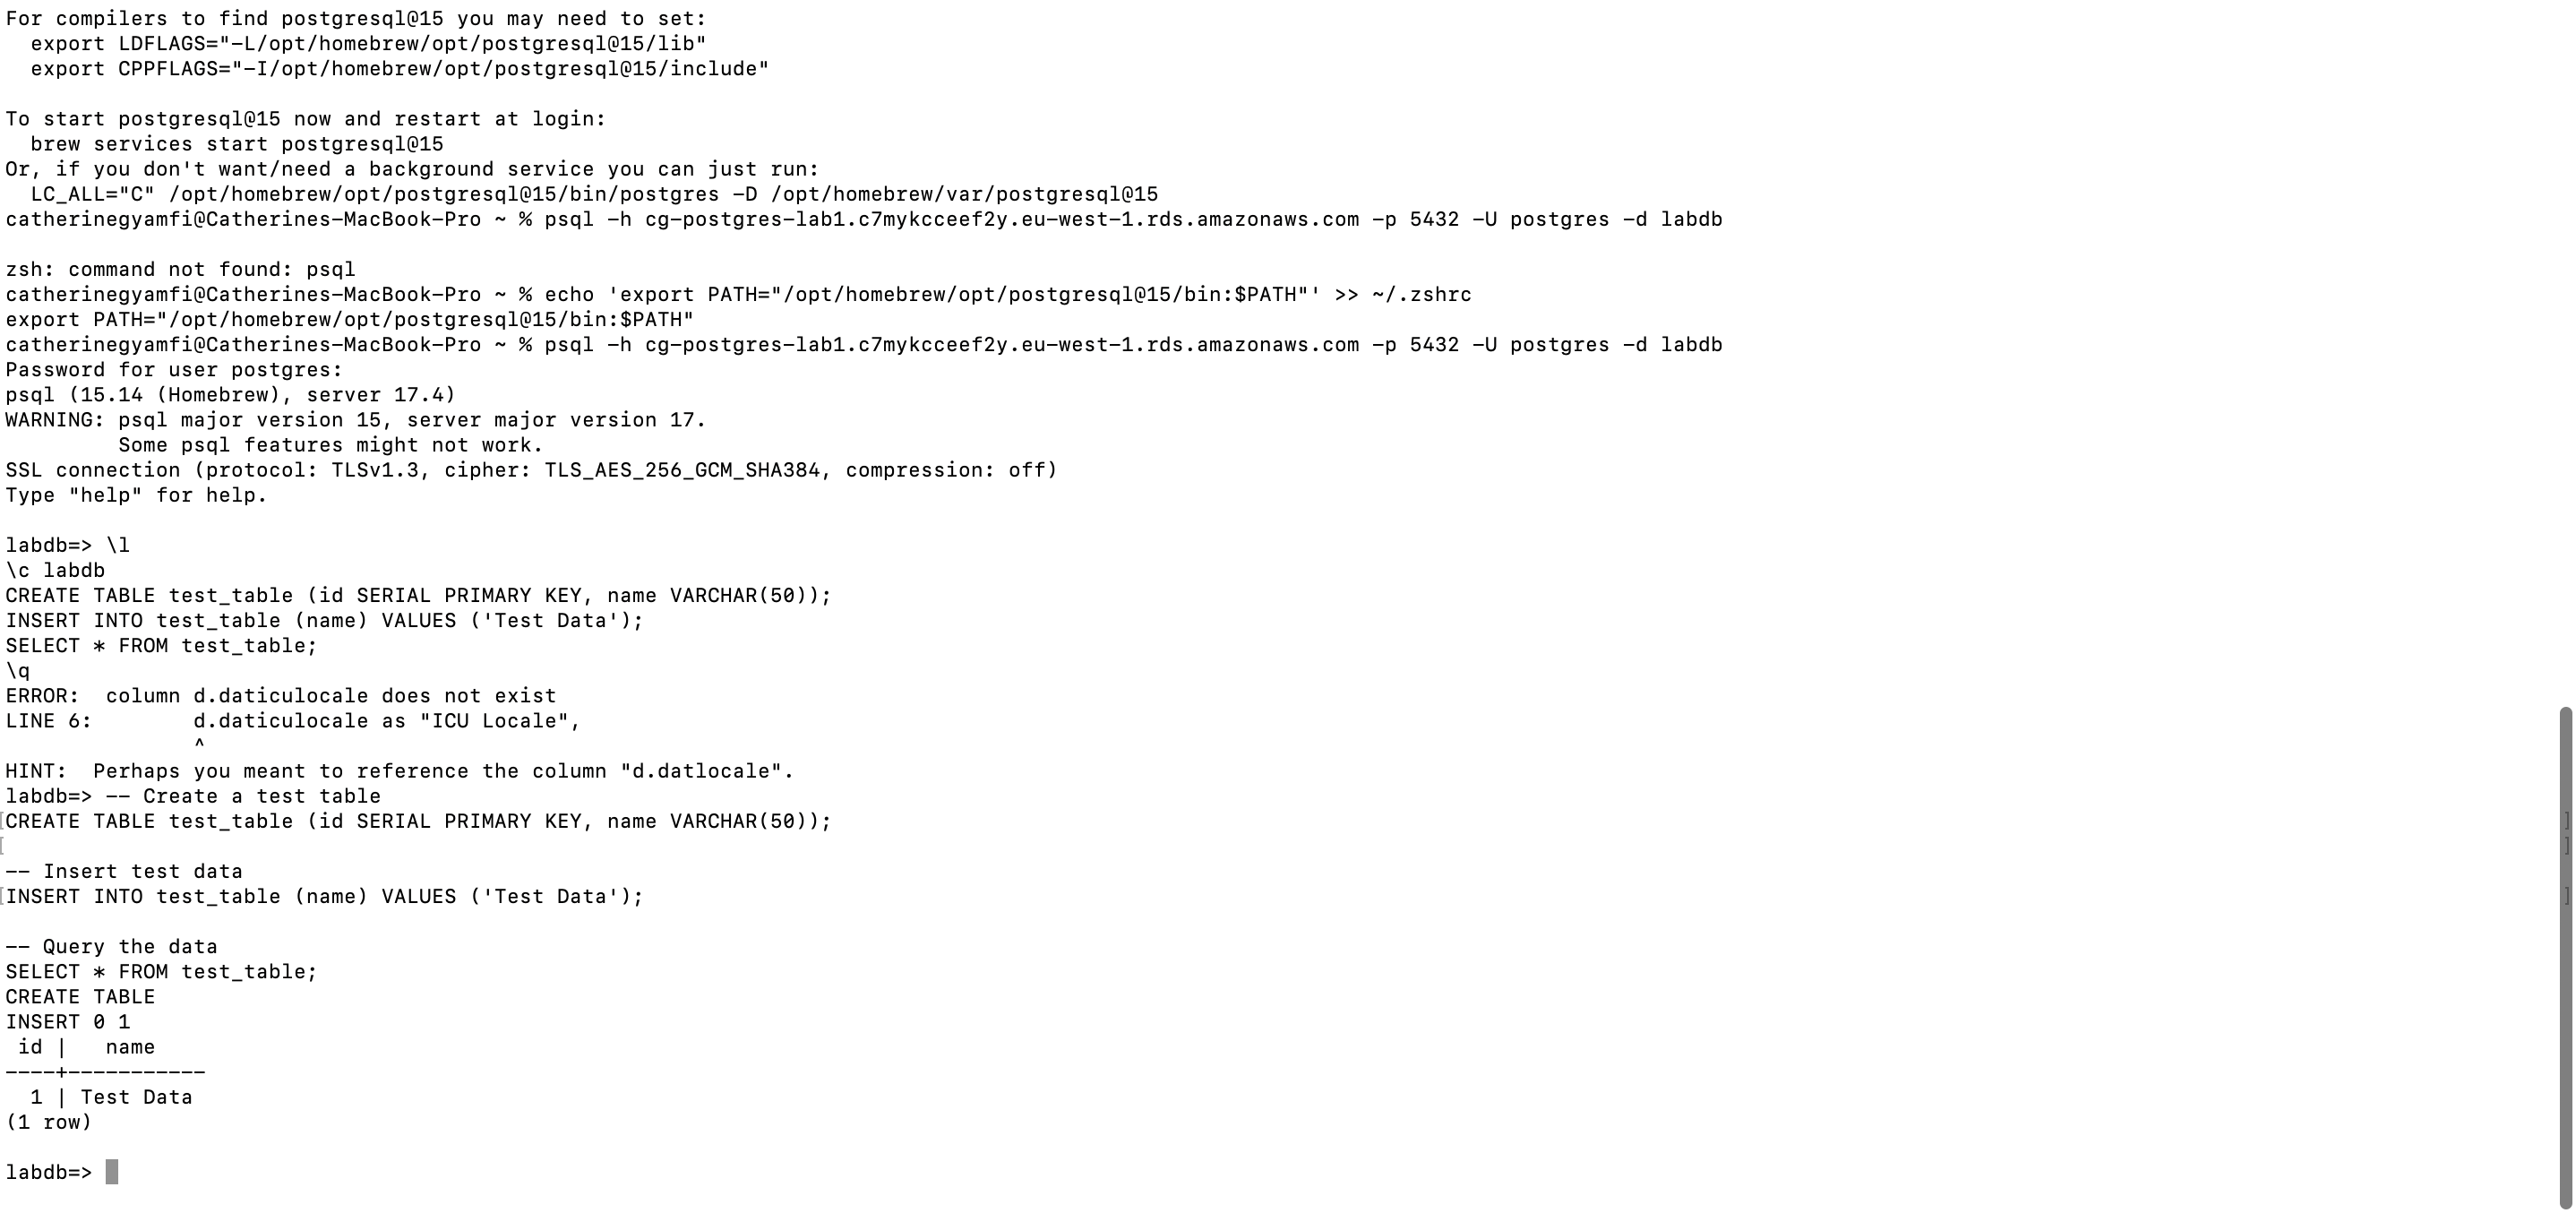 For compilers to find postgresql@15 you may need to set:
  export LDFLAGS="-L/opt/homebrew/opt/postgresql@15/lib"
  export CPPFLAGS="-I/opt/homebrew/opt/postgresql@15/include"

To start postgresql@15 now and restart at login:
  brew services start postgresql@15
Or, if you don't want/need a background service you can just run:
  LC_ALL="C" /opt/homebrew/opt/postgresql@15/bin/postgres -D /opt/homebrew/var/postgresql@15
catherinegyamfi@Catherines-MacBook-Pro ~ % psql -h cg-postgres-lab1.c7mykcceef2y.eu-west-1.rds.amazonaws.com -p 5432 -U postgres -d labdb

zsh: command not found: psql
catherinegyamfi@Catherines-MacBook-Pro ~ % echo 'export PATH="/opt/homebrew/opt/postgresql@15/bin:$PATH"' >> ~/.zshrc
export PATH="/opt/homebrew/opt/postgresql@15/bin:$PATH"
catherinegyamfi@Catherines-MacBook-Pro ~ % psql -h cg-postgres-lab1.c7mykcceef2y.eu-west-1.rds.amazonaws.com -p 5432 -U postgres -d labdb
Password for user postgres:
psql (15.14 (Homebrew), server 17.4)
WARNING: psql major version 15, server major version 17.
         Some psql features might not work.
SSL connection (protocol: TLSv1.3, cipher: TLS_AES_256_GCM_SHA384, compression: off)
Type "help" for help.

labdb=> \l
\c labdb
CREATE TABLE test_table (id SERIAL PRIMARY KEY, name VARCHAR(50));
INSERT INTO test_table (name) VALUES ('Test Data');
SELECT * FROM test_table;
\q
ERROR:  column d.daticulocale does not exist
LINE 6:        d.daticulocale as "ICU Locale",
               ^
HINT:  Perhaps you meant to reference the column "d.datlocale".
labdb=> -- Create a test table
[CREATE TABLE test_table (id SERIAL PRIMARY KEY, name VARCHAR(50)); ]
[ ]
-- Insert test data
[INSERT INTO test_table (name) VALUES ('Test Data'); ]

-- Query the data
SELECT * FROM test_table;
CREATE TABLE
INSERT 0 1
 id |   name
----+-----------
  1 | Test Data
(1 row)

labdb=>